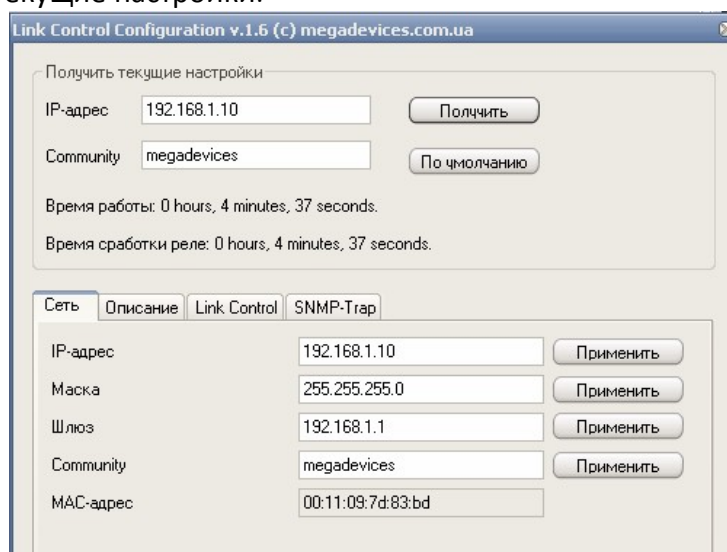 екущие настройки.
Link Control Configuration v.1.6 (c) megadevices.com.ua
Получить текущие настройки
IP-адрес 192.168.1.10 Получить
Community megadevices По умолчанию
Время работы: 0 hours, 4 minutes, 37 seconds.
Время сработки реле: 0 hours, 4 minutes, 37 seconds.
Сеть Описание Link Control SNMP-Trap
IP-адрес 192.168.1.10 Применить
Маска 255.255.255.0 Применить
Шлюз 192.168.1.1 Применить
Community megadevices Применить
MAC-адрес 00:11:09:7d:83:bd